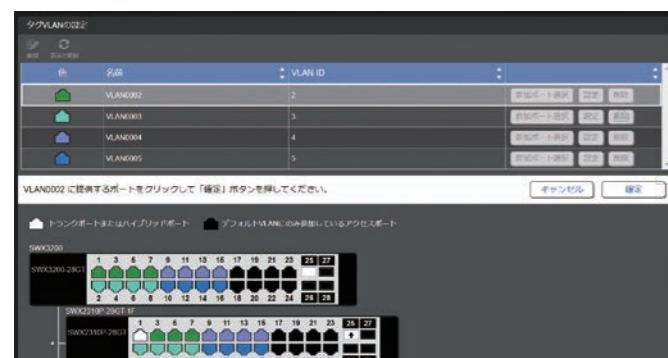 タグVLANの設定
色 名前 VLAN ID
VLAN0002 2 参加ポート選択 設定 削除
VLAN0003 3 参加ポート選択 設定 削除
VLAN0004 4 参加ポート選択 設定 削除
VLAN0005 5 参加ポート選択 設定 削除
VLAN0002 に提供するポートをクリックして「確定」ボタンを押してください。 キャンセル 確定
トランクポートまたはハイブリッドポート デフォルトVLANにのみ参加しているアクセスポート
SWX3200
SWX3200-28GT
1 3 5 7 9 11 13 15 17 19 21 23 25 27
2 4 6 8 10 12 14 16 18 20 22 24 26 28
SWX2310P-28GT 1F
SWX2310P-28GT
1 3 5 7 9 11 13 15 17 19 21 23 25 27